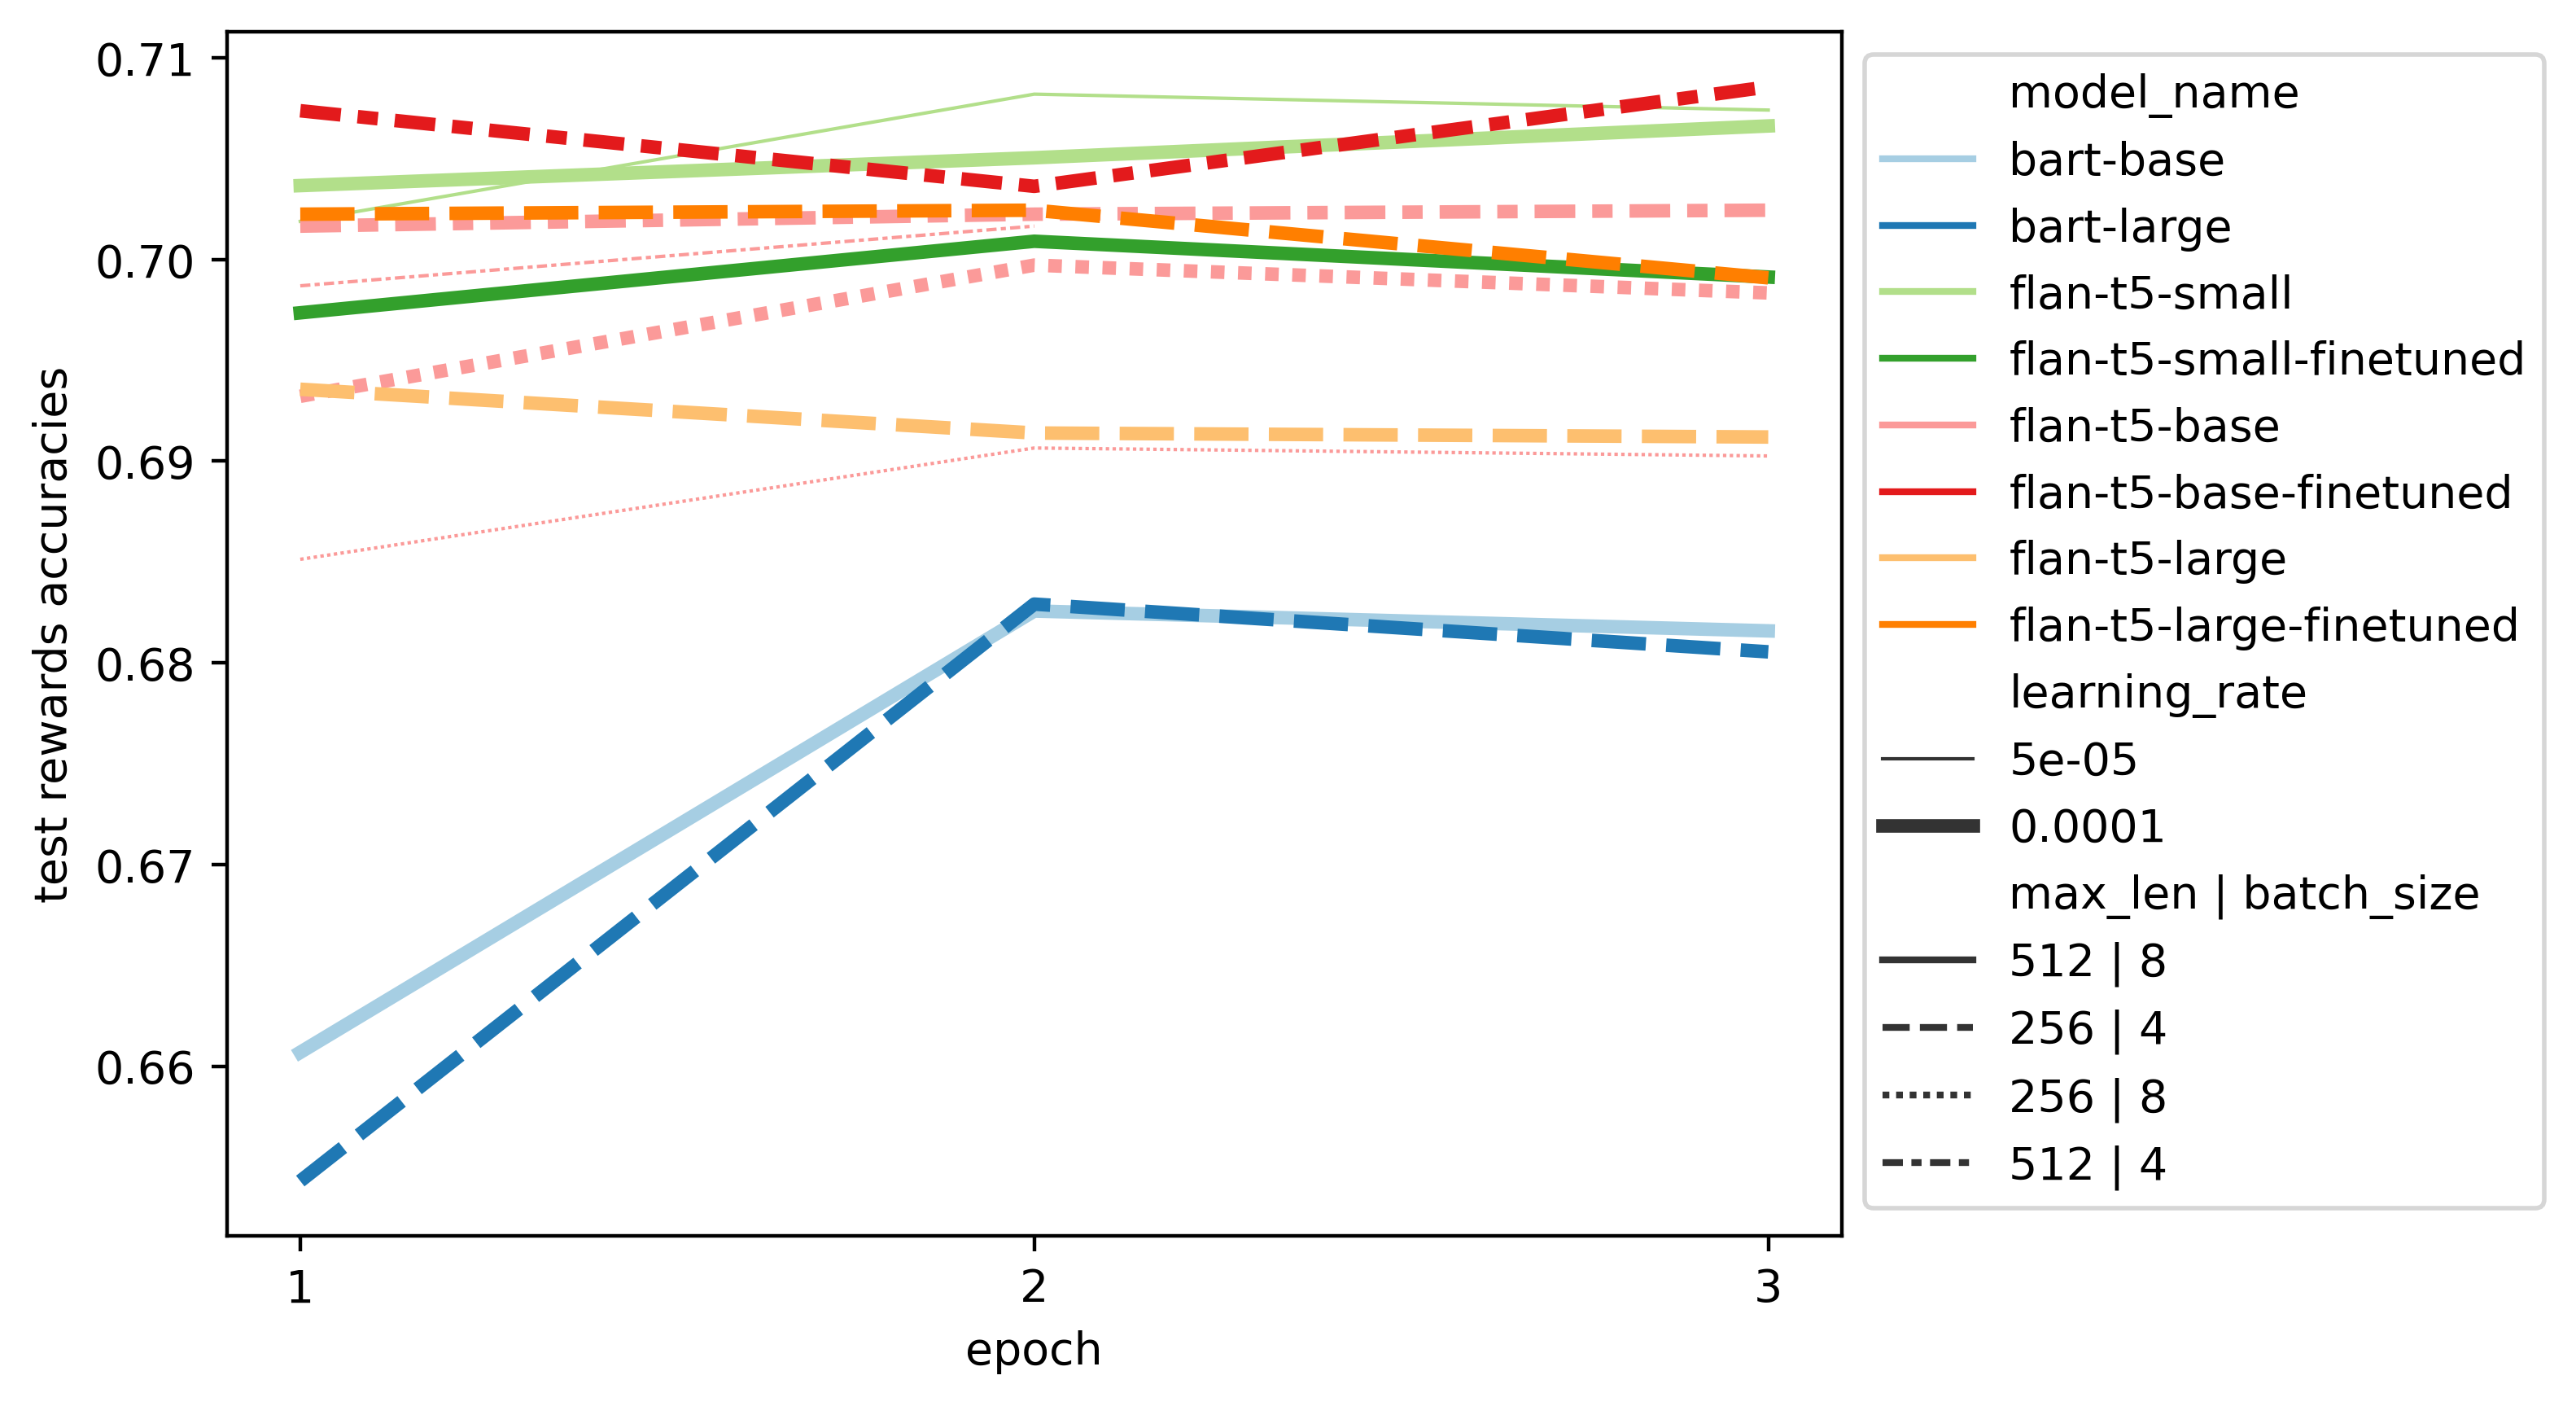 0.71
0.70
0.69
0.68
0.67
0.66
test rewards accuracies
1
2
3
epoch
model_name
bart-base
bart-large
flan-t5-small
flan-t5-small-finetuned
flan-t5-base
flan-t5-base-finetuned
flan-t5-large
flan-t5-large-finetuned
learning_rate
5e-05
0.0001
max_len | batch_size
512 | 8
256 | 4
256 | 8
512 | 4